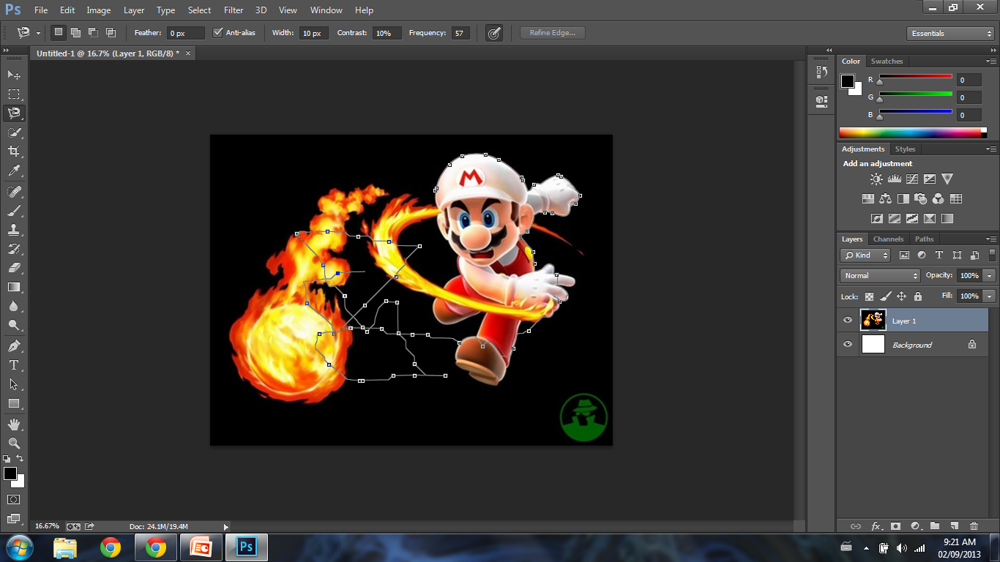 Ps File Edit Image Layer Type Select Filter 3D View Window Help
Feather: 0 px Anti-alias Width: 10 px Contrast: 10% Frequency: 57 Refine Edge... Essentials
Untitled-1 @ 16.7% (Layer 1, RGB/8) * ×
Color Swatches
R 0
G 0
B 0
Adjustments Styles
Add an adjustment
M
Layers Channels Paths
Kind T
Normal Opacity: 100%
Lock: Fill: 100%
Layer 1
Background
T
16.67% Doc: 24.1M/19.4M
fx
Ps
9:21 AM
02/09/2013